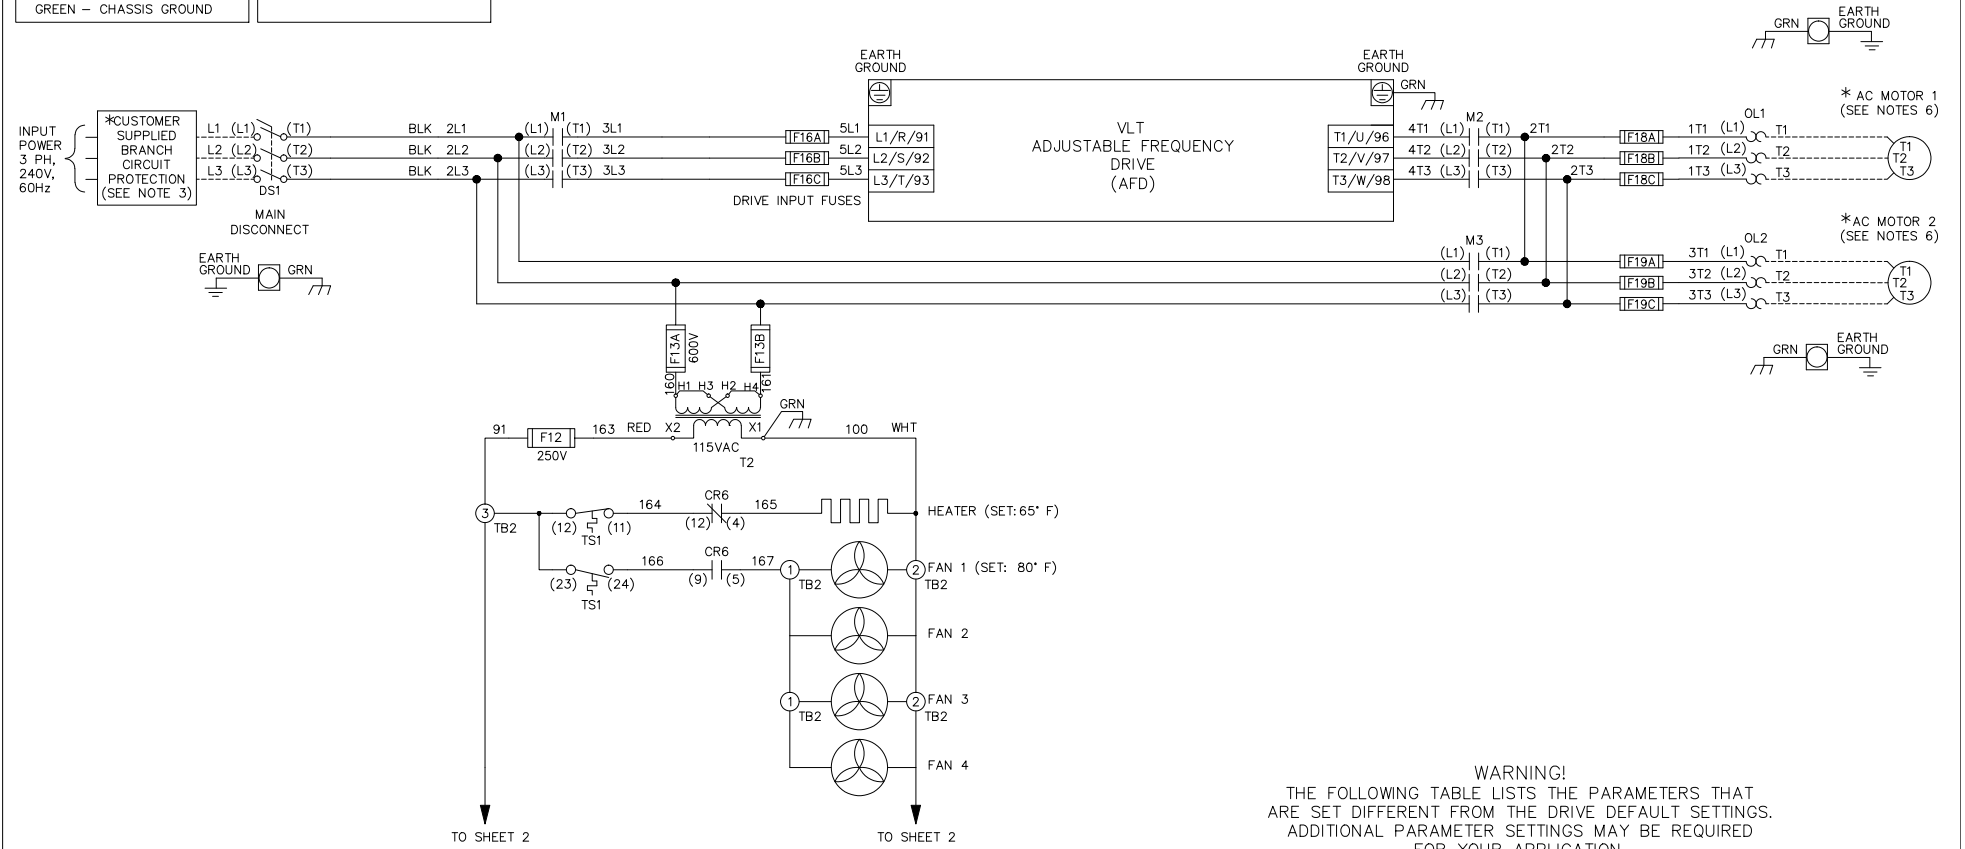 GREEN – CHASSIS GROUND
GRN
EARTH
GROUND
EARTH
GROUND
EARTH
GROUND
GRN
INPUT
POWER
3 PH,
240V,
60Hz
*CUSTOMER
SUPPLIED
BRANCH
CIRCUIT
PROTECTION
(SEE NOTE 3)
L1 (L1) (T1) BLK 2L1 (L1) M1 (T1) 3L1 F16A 5L1 L1/R/91
L2 (L2) (T2) BLK 2L2 (L2) (T2) 3L2 F16B 5L2 L2/S/92
L3 (L3) (T3) BLK 2L3 (L3) (T3) 3L3 F16C 5L3 L3/T/93
DS1
MAIN
DISCONNECT
DRIVE INPUT FUSES
VLT
ADJUSTABLE FREQUENCY
DRIVE
(AFD)
T1/U/96 4T1 (L1) M2 (T1) 2T1 F18A 1T1 (L1) OL1 T1
T2/V/97 4T2 (L2) (T2) 2T2 F18B 1T2 (L2) T2
T3/W/98 4T3 (L3) (T3) 2T3 F18C 1T3 (L3) T3
* AC MOTOR 1
(SEE NOTES 6)
T1
T2
T3
EARTH
GROUND
GRN
*AC MOTOR 2
(SEE NOTES 6)
M3 OL2
(L1) (T1) F19A 3T1 (L1) T1
(L2) (T2) F19B 3T2 (L2) T2
(L3) (T3) F19C 3T3 (L3) T3
T1
T2
T3
GRN
EARTH
GROUND
F13A
600V
F13B
160
161
H1 H3 H2 H4
GRN
91 F12 163 RED X2 X1 100 WHT
250V
115VAC
T2
3
TB2
(12) (11) 164 CR6 165
TS1
(12) (4)
HEATER (SET:65° F)
(23) (24) 166 CR6 167
TS1
(9) (5)
1
TB2
2
TB2
FAN 1 (SET: 80° F)
FAN 2
1
TB2
2
TB2
FAN 3
FAN 4
TO SHEET 2
TO SHEET 2
WARNING!
THE FOLLOWING TABLE LISTS THE PARAMETERS THAT
ARE SET DIFFERENT FROM THE DRIVE DEFAULT SETTINGS.
ADDITIONAL PARAMETER SETTINGS MAY BE REQUIRED
FOR YOUR APPLICATION